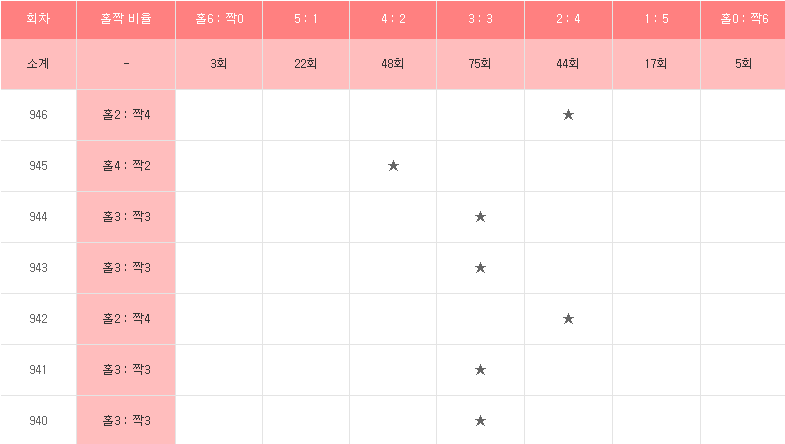 회차 홀짝 비율 홀6 : 짝0 5 : 1 4 : 2 3 : 3 2 : 4 1 : 5 홀0 : 짝6
소계 - 3회 22회 48회 75회 44회 17회 5회
946 홀2 : 짝4 ★
945 홀4 : 짝2 ★
944 홀3 : 짝3 ★
943 홀3 : 짝3 ★
942 홀2 : 짝4 ★
941 홀3 : 짝3 ★
940 홀3 : 짝3 ★